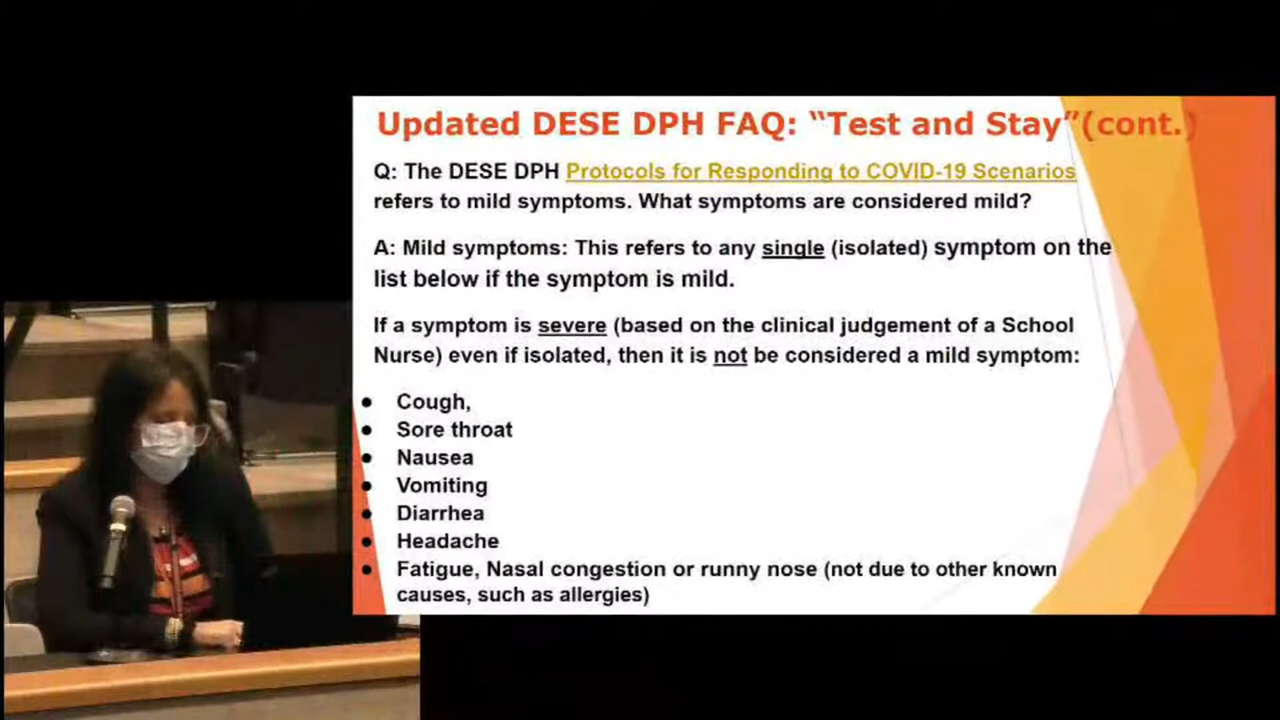 Updated DESE DPH FAQ: “Test and Stay”(cont.)
Q: The DESE DPH Protocols for Responding to COVID-19 Scenarios
refers to mild symptoms. What symptoms are considered mild?
A: Mild symptoms: This refers to any single (isolated) symptom on the
list below if the symptom is mild.
If a symptom is severe (based on the clinical judgement of a School
Nurse) even if isolated, then it is not be considered a mild symptom:
● Cough,
● Sore throat
● Nausea
● Vomiting
● Diarrhea
● Headache
● Fatigue, Nasal congestion or runny nose (not due to other known
causes, such as allergies)